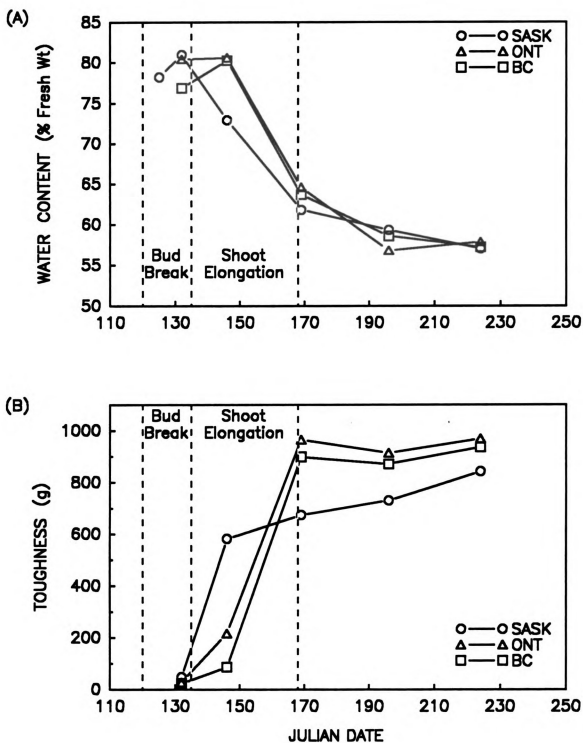 (A)
85
80
75
70
65
60
55
50
WATER CONTENT (% Fresh Wt)
SASK
ONT
BC
Bud Break
Shoot Elongation
110 130 150 170 190 210 230 250
(B)
Bud Break
Shoot Elongation
1000
800
600
400
200
0
TOUGHNESS (g)
SASK
ONT
BC
110 130 150 170 190 210 230 250
JULIAN DATE